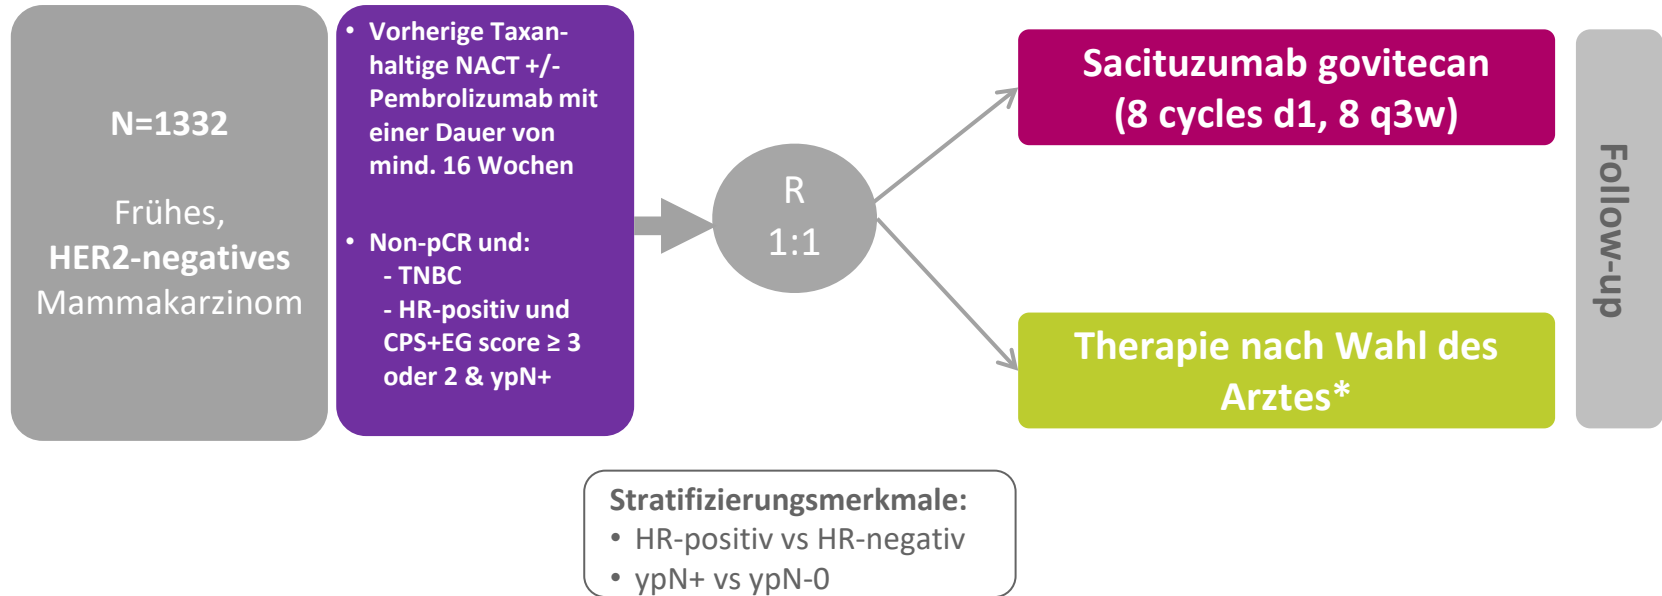 N=1332
Frühes,
HER2-negatives
Mammakarzinom
• Vorherige Taxan-
haltige NACT +/-
Pembrolizumab mit
einer Dauer von
mind. 16 Wochen
• Non-pCR und:
- TNBC
- HR-positiv und
CPS+EG score ≥ 3
oder 2 & ypN+
R
1:1
Sacituzumab govitecan
(8 cycles d1, 8 q3w)
Therapie nach Wahl des
Arztes*
Follow-up
Stratifizierungsmerkmale:
• HR-positiv vs HR-negativ
• ypN+ vs ypN-0